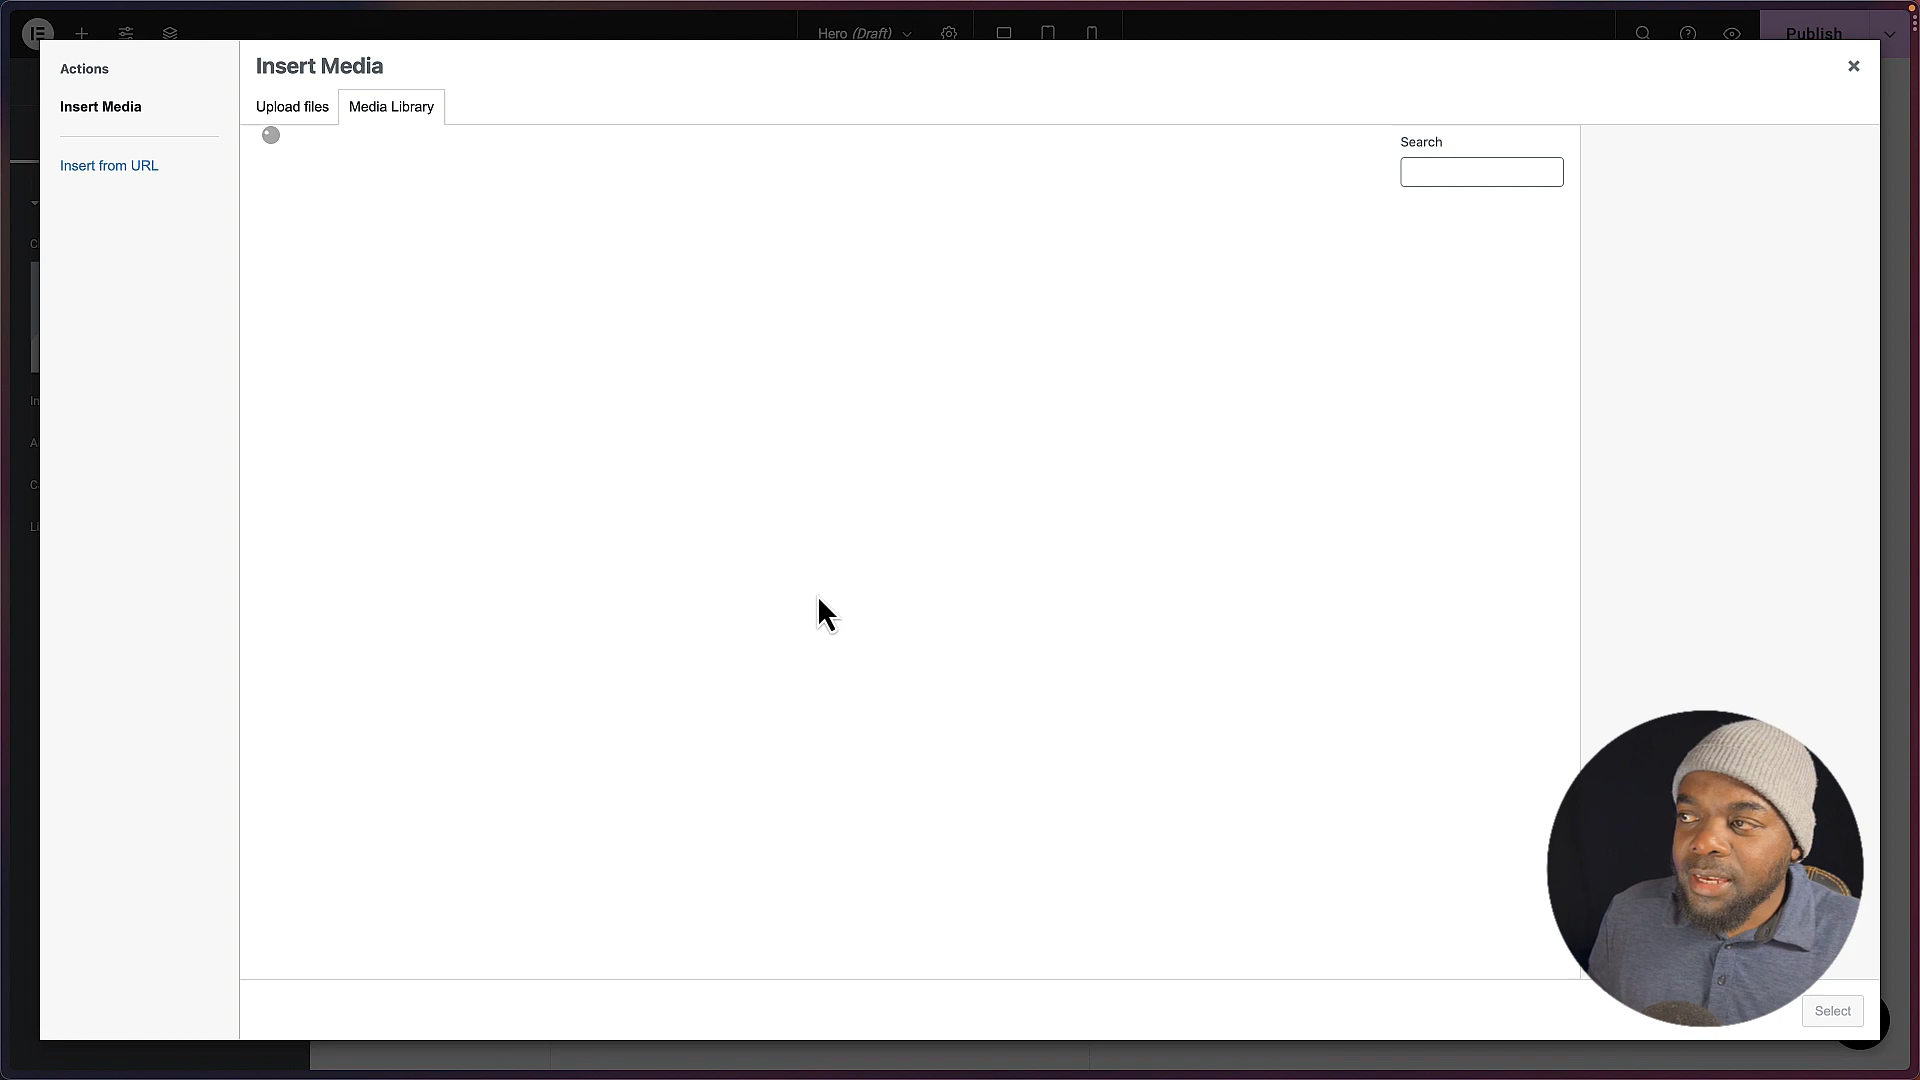 Hero (Draft)
Publish
Actions
Insert Media
Insert from URL
Insert Media
Upload files
Media Library
Search
Select